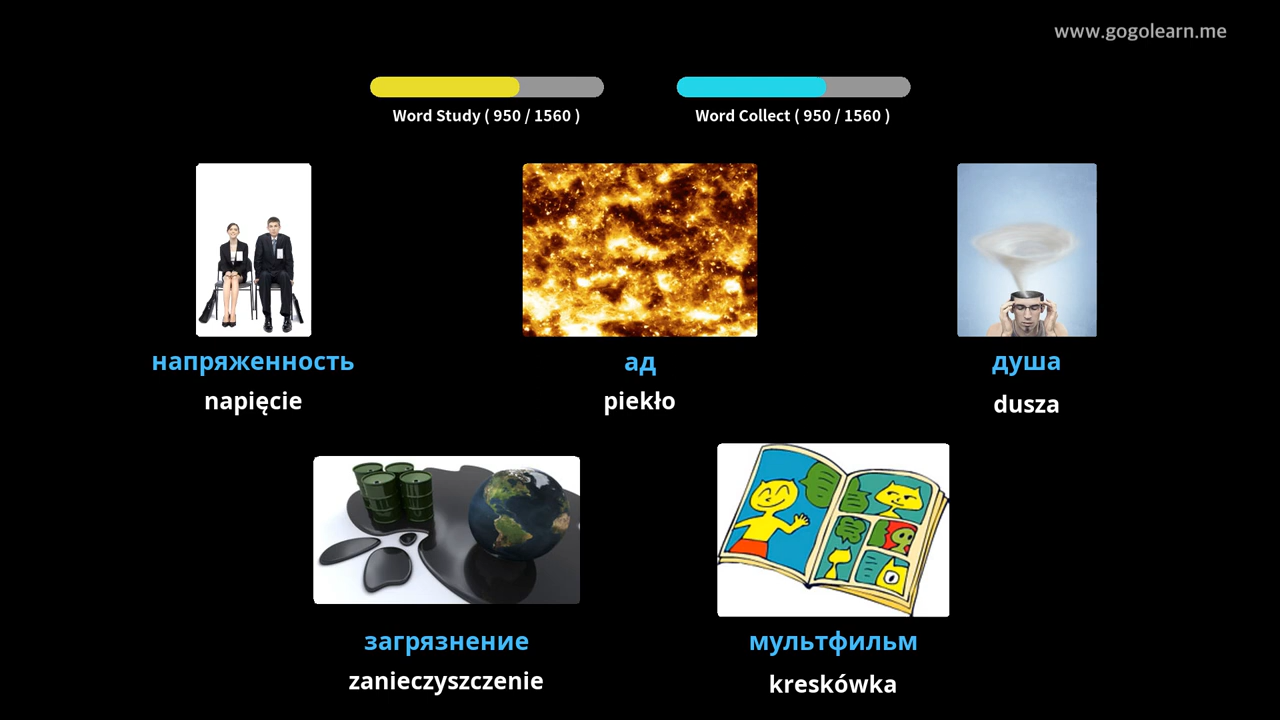 www.gogolearn.me
Word Study ( 950 / 1560 )
Word Collect ( 950 / 1560 )
напряженность
ад
душа
napięcie
piekło
dusza
загрязнение
мультфильм
zanieczyszczenie
kreskówka